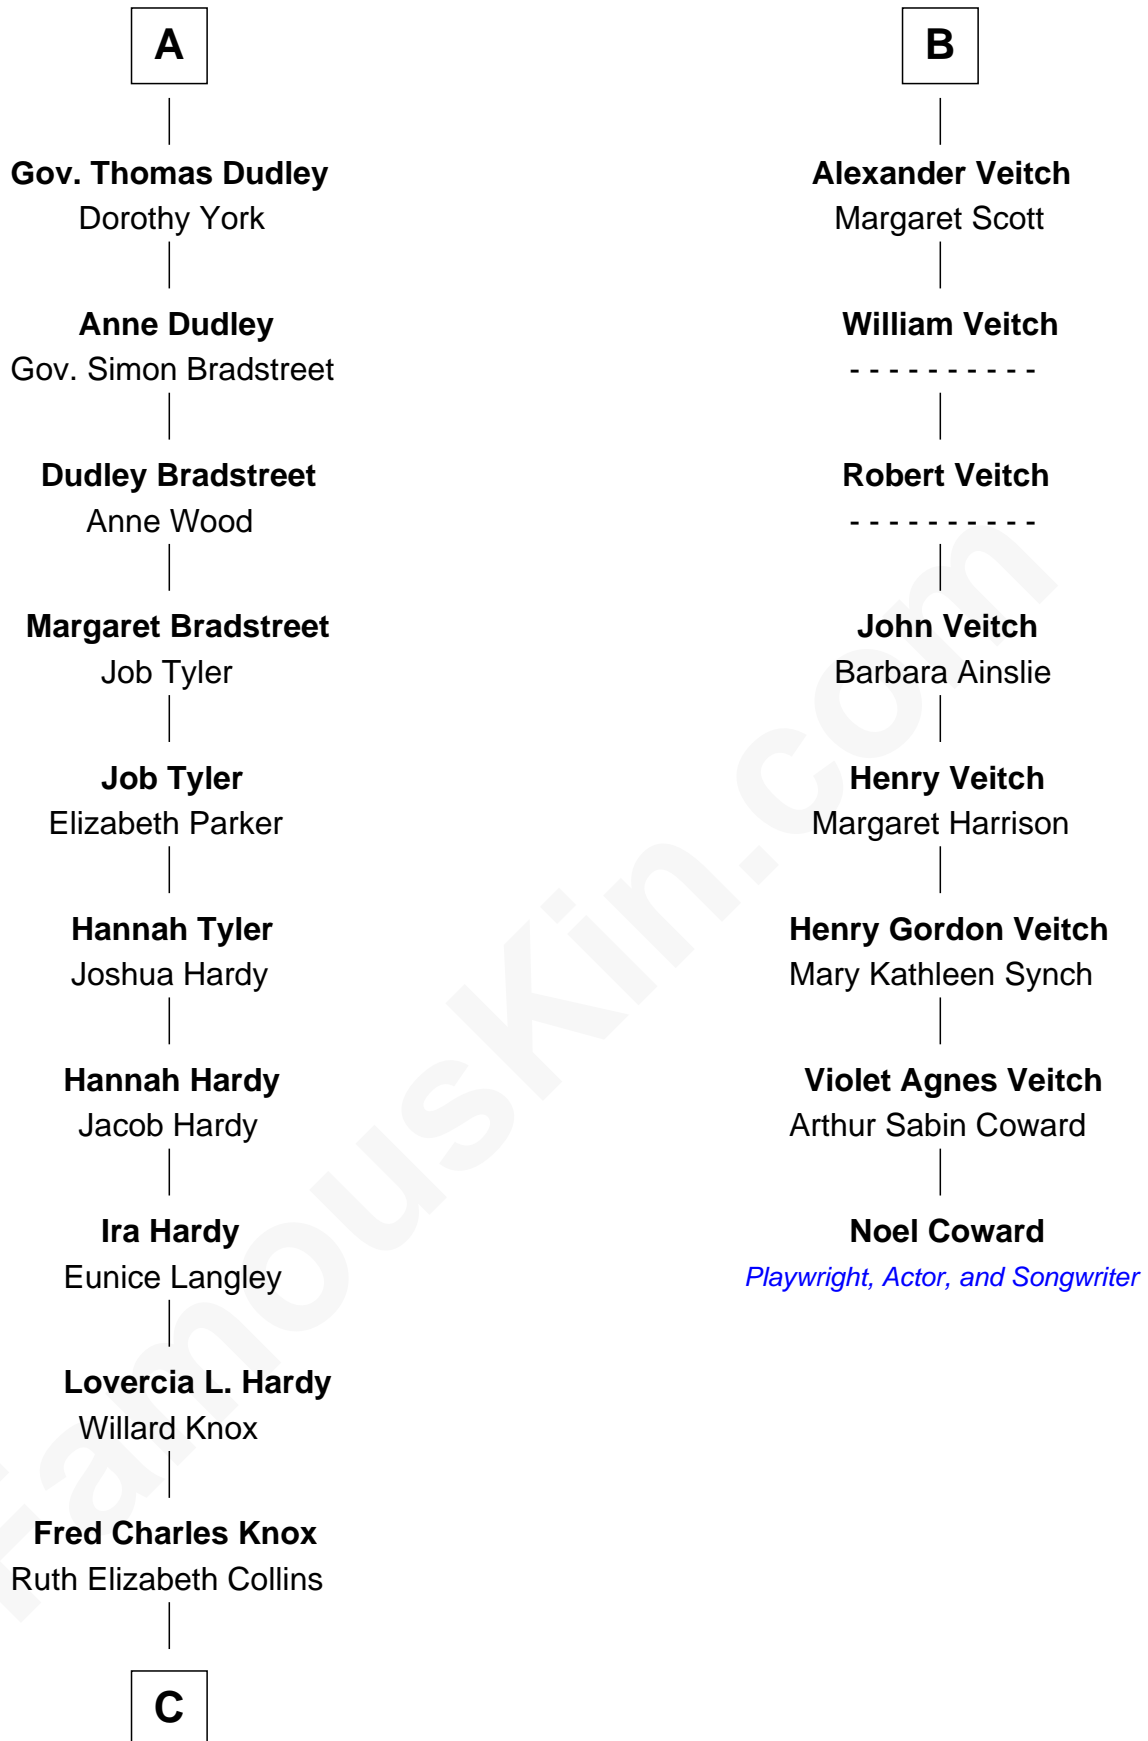 A
Gov. Thomas Dudley
Dorothy York
Anne Dudley
Gov. Simon Bradstreet
Dudley Bradstreet
Anne Wood
Margaret Bradstreet
Job Tyler
Job Tyler
Elizabeth Parker
Hannah Tyler
Joshua Hardy
Hannah Hardy
Jacob Hardy
Ira Hardy
Eunice Langley
Lovercia L. Hardy
Willard Knox
Fred Charles Knox
Ruth Elizabeth Collins
C
B
Alexander Veitch
Margaret Scott
William Veitch
- - - - - - - - - -
Robert Veitch
- - - - - - - - - -
John Veitch
Barbara Ainslie
Henry Veitch
Margaret Harrison
Henry Gordon Veitch
Mary Kathleen Synch
Violet Agnes Veitch
Arthur Sabin Coward
Noel Coward
Playwright, Actor, and Songwriter
FamousKin.com